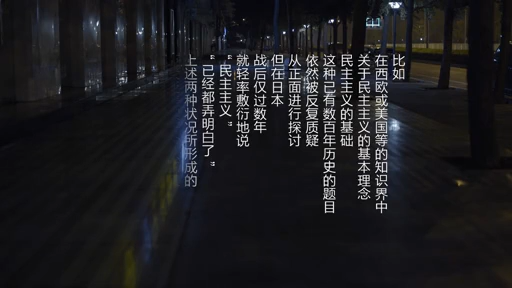 比如
在西欧或美国等的知识界中
关于民主主义的基本理念
民主主义的基础
这种已有数百年历史的题目
依然被反复质疑
从正面进行探讨
但在日本
战后仅过数年
就轻率敷衍地说
“民主主义”
“已经都弄明白了”
上述两种状况所形成的